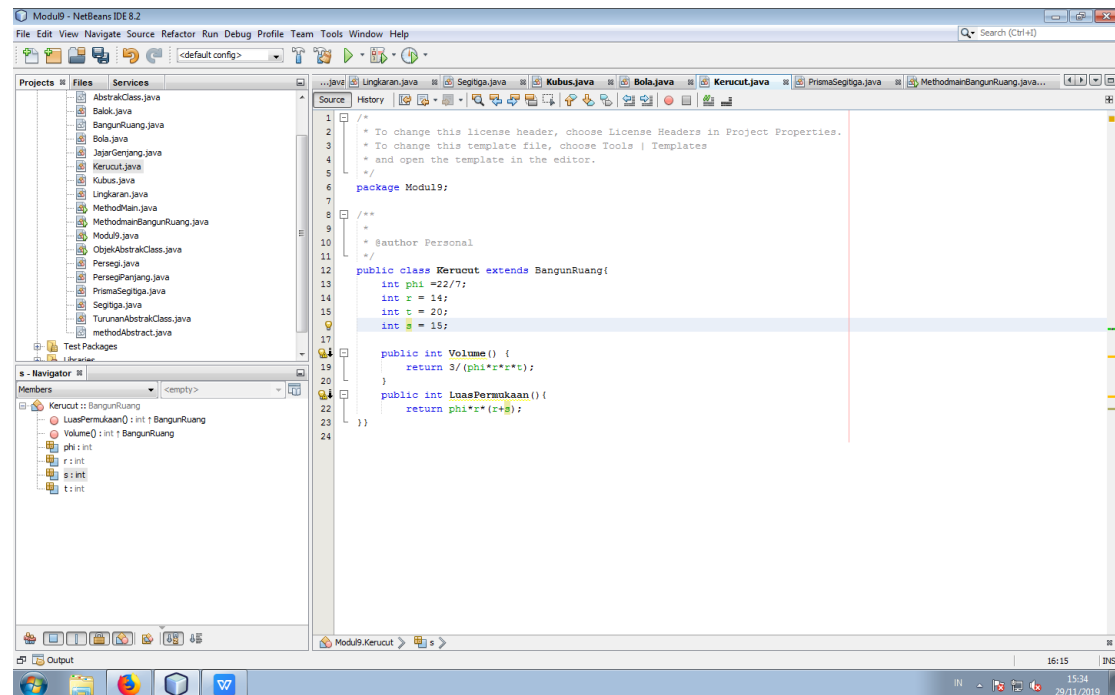 Modul9 - NetBeans IDE 8.2
File Edit View Navigate Source Refactor Run Debug Profile Team Tools Window Help
Search (Ctrl+I)
<default config>
Projects Files Services
AbstrakClass.java
Balok.java
BangunRuang.java
Bola.java
JajarGenjang.java
Kerucut.java
Kubus.java
Lingkaran.java
MethodMain.java
MethodmainBangunRuang.java
Modul9.java
ObjekAbstrakClass.java
Persegi.java
PersegiPanjang.java
PrismaSegitiga.java
Segitiga.java
TurunanAbstrakClass.java
methodAbstract.java
Test Packages
Libraries
s - Navigator
Members <empty>
Kerucut :: BangunRuang
LuasPermukaan() : int ↑ BangunRuang
Volume() : int ↑ BangunRuang
phi : int
r : int
s : int
t : int
...java Lingkaran.java Segitiga.java Kubus.java Bola.java Kerucut.java PrismaSegitiga.java MethodmainBangunRuang.java...
Source History
1 /*
2 * To change this license header, choose License Headers in Project Properties.
3 * To change this template file, choose Tools | Templates
4 * and open the template in the editor.
5 */
6 package Modul9;
7
8 /**
9 *
10 * @author Personal
11 */
12 public class Kerucut extends BangunRuang{
13 int phi =22/7;
14 int r = 14;
15 int t = 20;
int s = 15;
17
public int Volume() {
19 return 3/(phi*r*r*t);
20 }
public int LuasPermukaan(){
22 return phi*r*(r+s);
23 }}
24
Modul9.Kerucut s
Output
16:15 INS
IN
15:34
29/11/2019